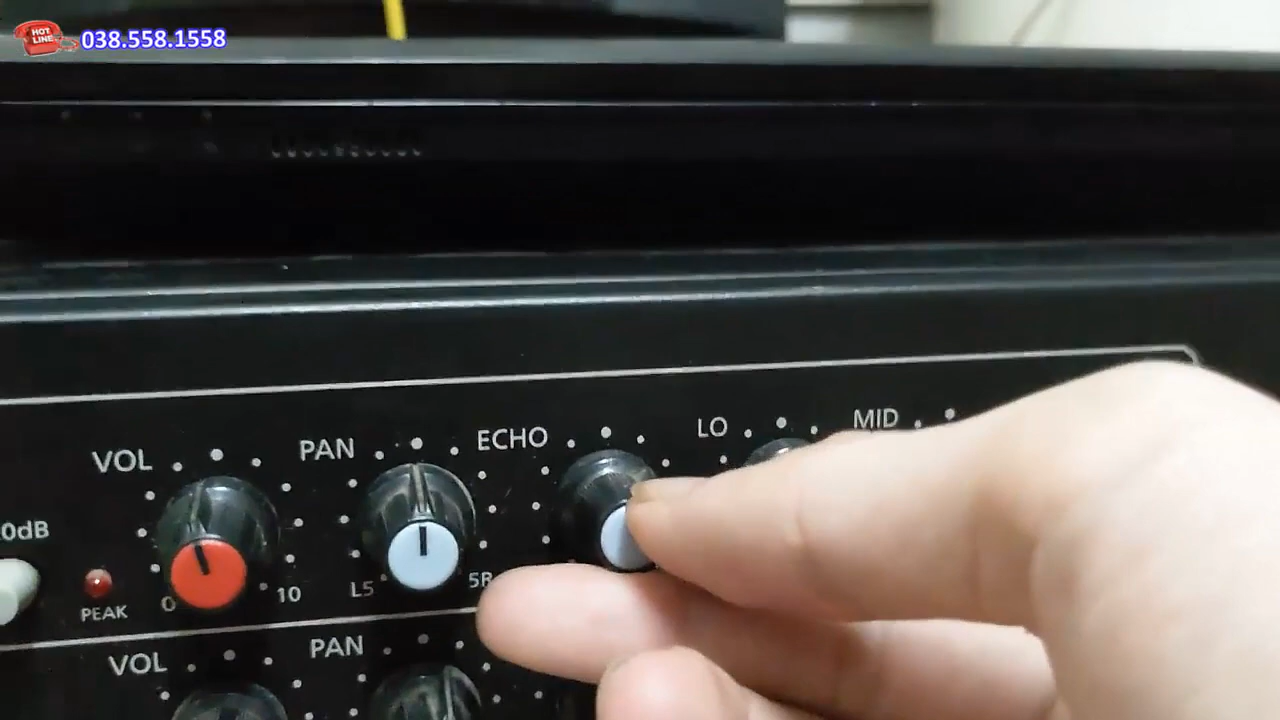 HOT
LINE
038.558.1558
VOL
PAN
ECHO
LO
MID
0dB
PEAK
0
10
L5
5R
VOL
PAN